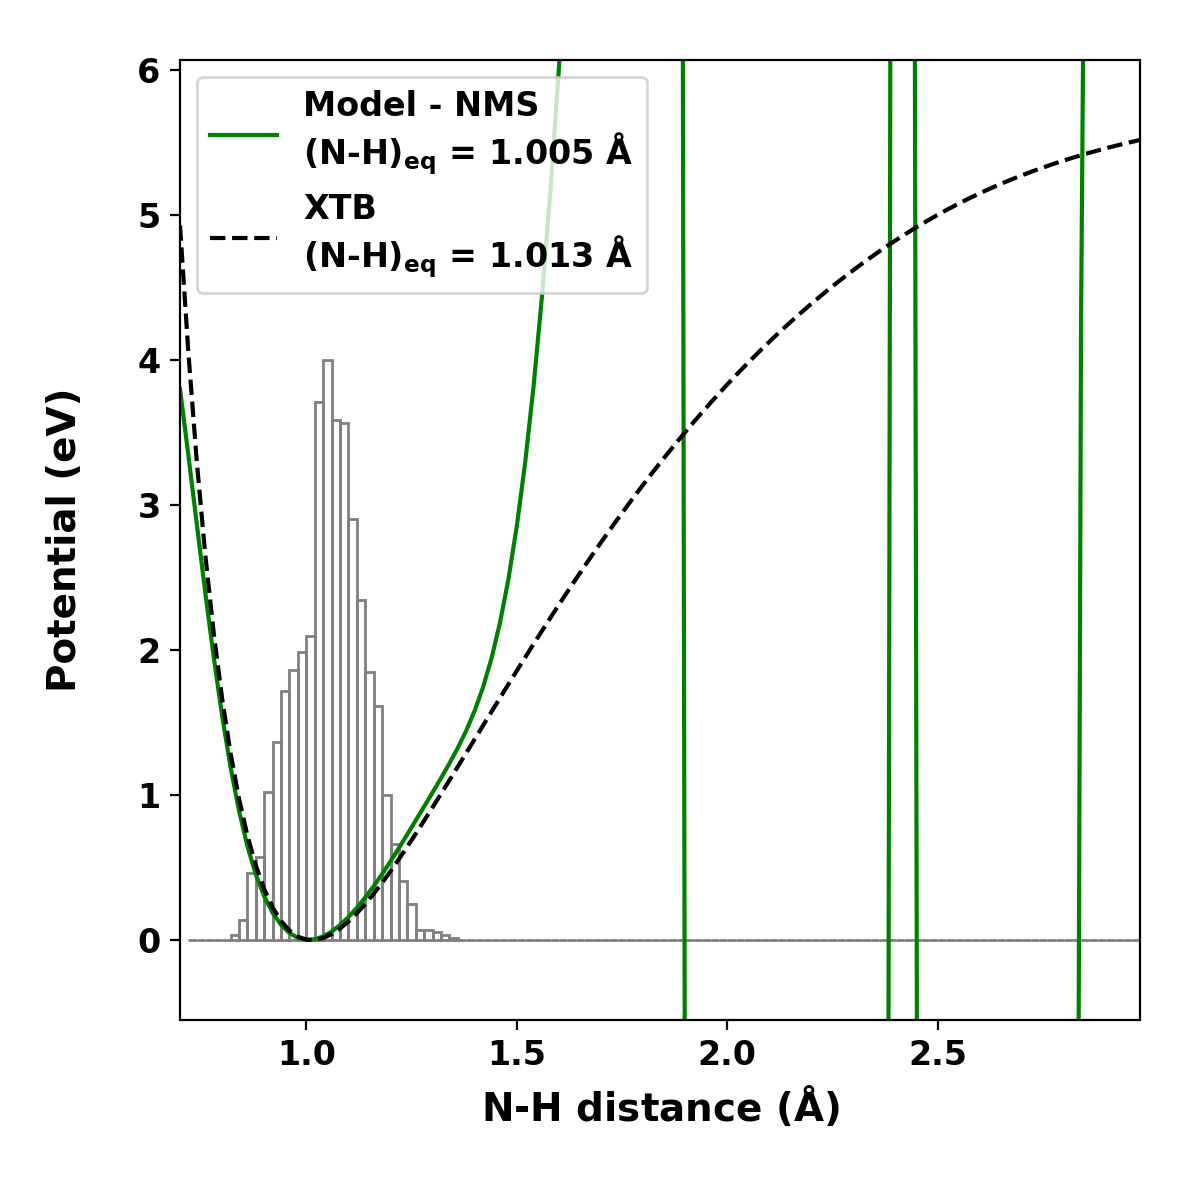 Model - NMS
(N-H)eq = 1.005 Å
XTB
(N-H)eq = 1.013 Å
Potential (eV)
6
5
4
3
2
1
0
1.0 1.5 2.0 2.5
N-H distance (Å)